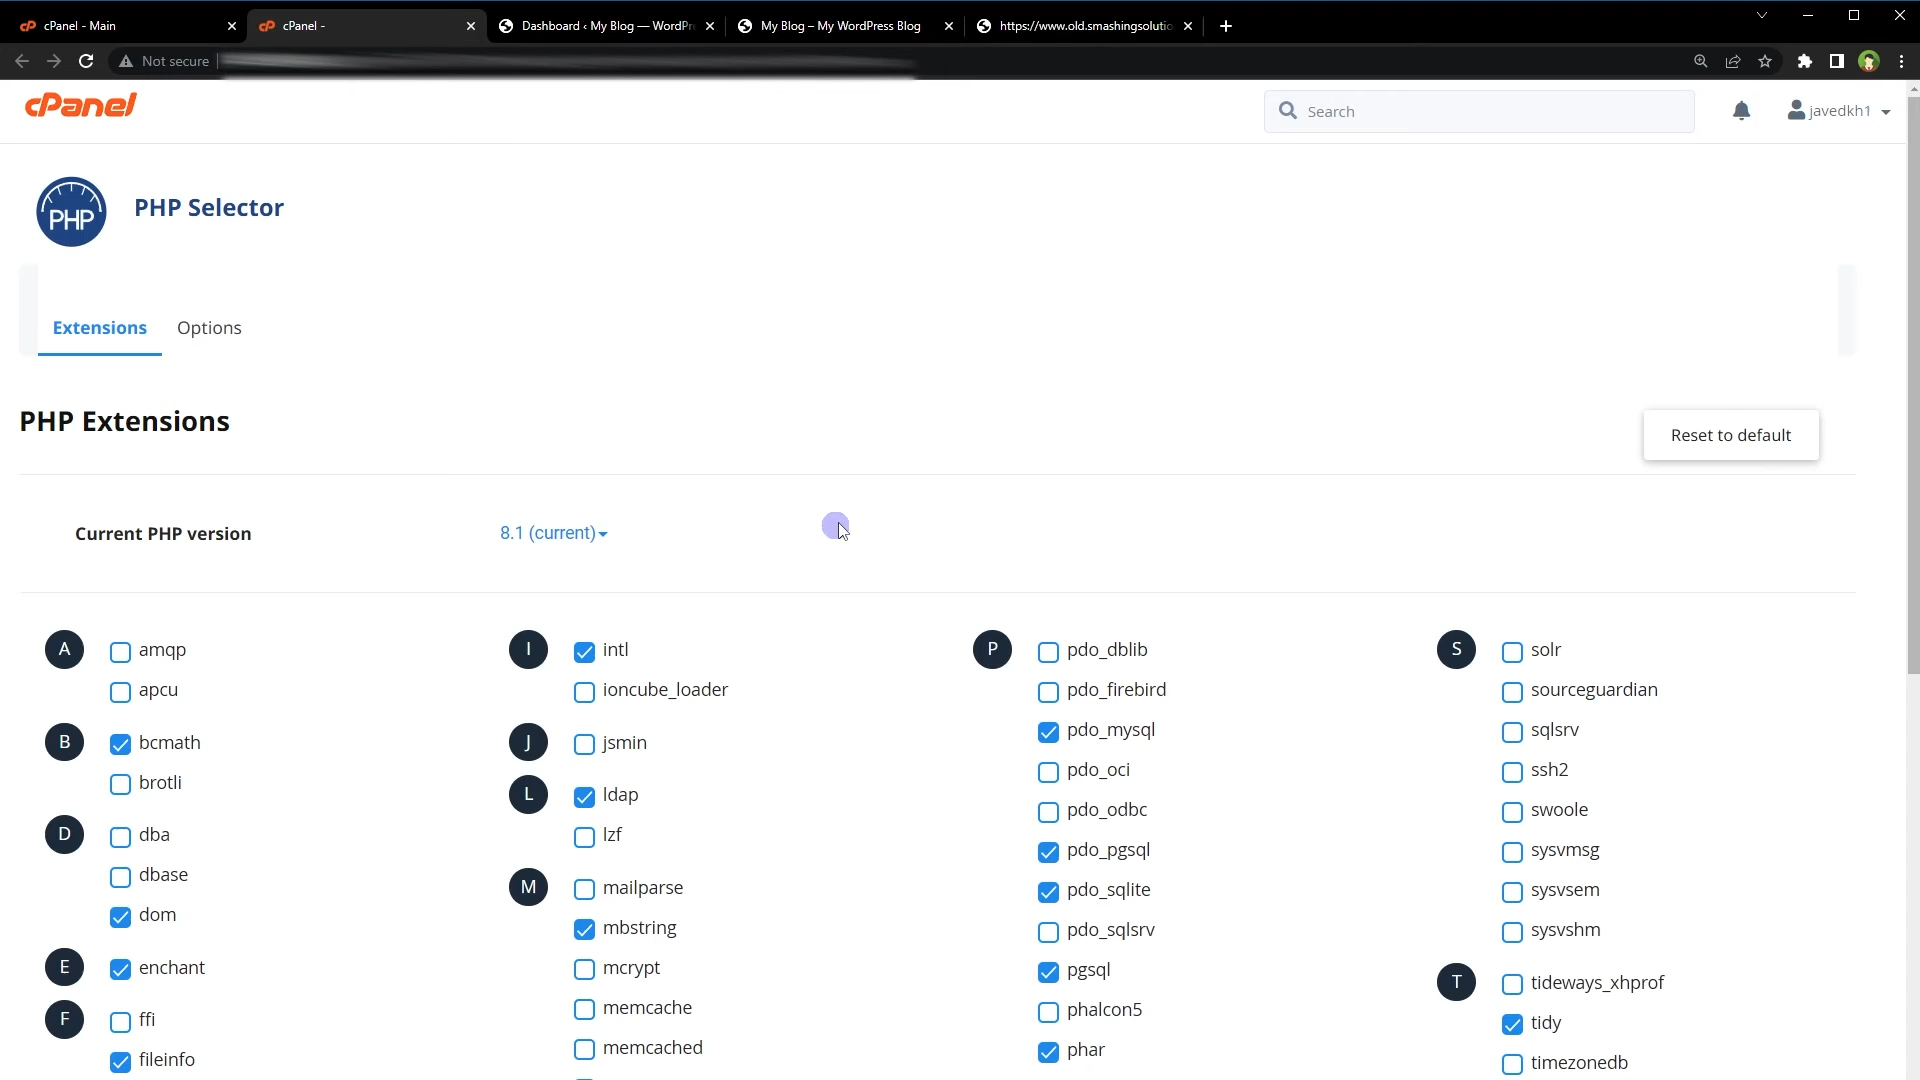 cPanel - Main
cPanel -
Dashboard ‹ My Blog — WordPre
My Blog – My WordPress Blog
https://www.old.smashingsolutio
Not secure
cPanel
Search
javedkh1
PHP
PHP Selector
Extensions
Options
PHP Extensions
Reset to default
Current PHP version
8.1 (current)
A
amqp
apcu
B
bcmath
brotli
D
dba
dbase
dom
E
enchant
F
ffi
fileinfo
I
intl
ioncube_loader
J
jsmin
L
ldap
lzf
M
mailparse
mbstring
mcrypt
memcache
memcached
P
pdo_dblib
pdo_firebird
pdo_mysql
pdo_oci
pdo_odbc
pdo_pgsql
pdo_sqlite
pdo_sqlsrv
pgsql
phalcon5
phar
S
solr
sourceguardian
sqlsrv
ssh2
swoole
sysvmsg
sysvsem
sysvshm
T
tideways_xhprof
tidy
timezonedb